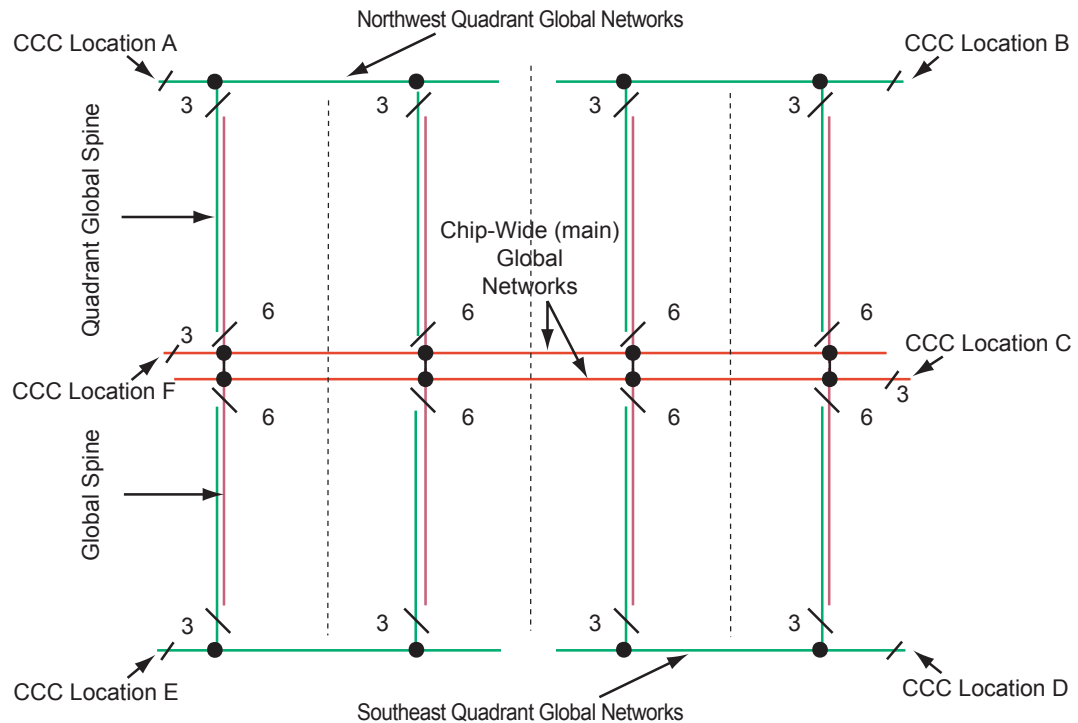 Northwest Quadrant Global Networks
CCC Location A
CCC Location B
3
3
3
3
Quadrant Global Spine
Chip-Wide (main)
Global
Networks
6
6
6
6
3
CCC Location C
CCC Location F
3
6
6
6
6
Global Spine
3
3
3
3
CCC Location E
CCC Location D
Southeast Quadrant Global Networks